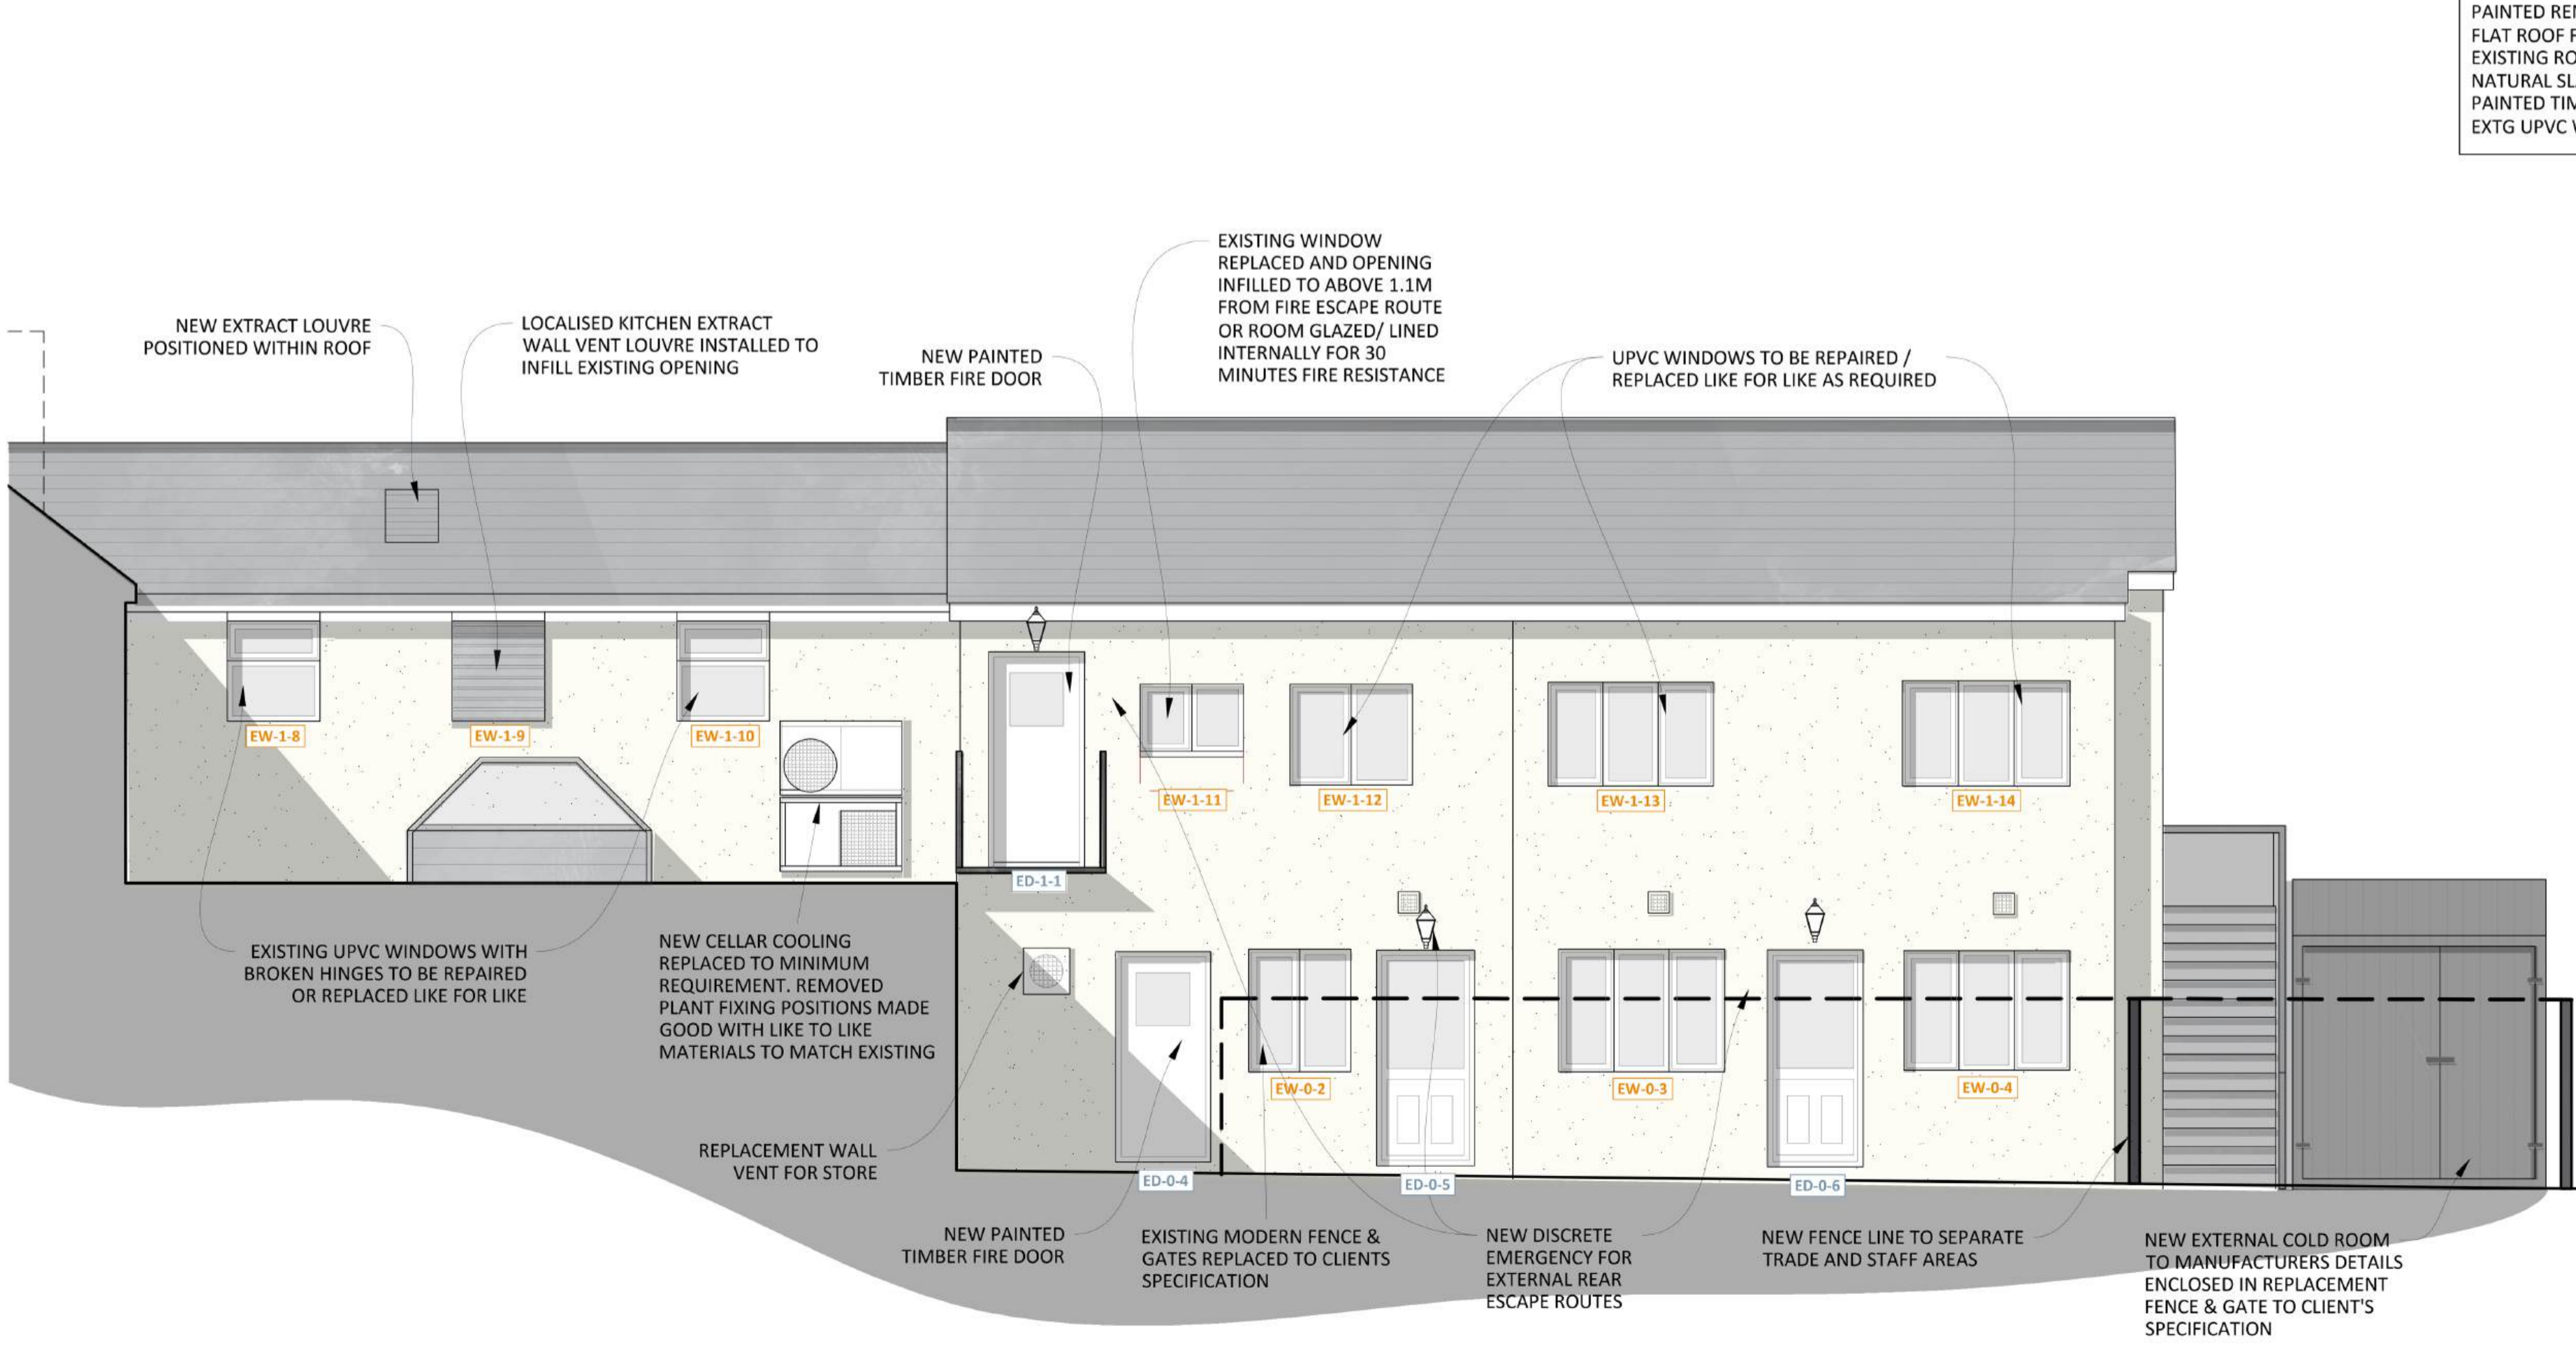 PAINTED
FLAT ROOF
EXISTING
NATURAL
PAINTED
EXTG UPVC
EXISTING WINDOW
REPLACED AND OPENING
INFILLED TO ABOVE 1.1M
FROM FIRE ESCAPE ROUTE
OR ROOM GLAZED/ LINED
INTERNALLY FOR 30
MINUTES FIRE RESISTANCE
NEW EXTRACT LOUVRE
POSITIONED WITHIN ROOF
LOCALISED KITCHEN EXTRACT
WALL VENT LOUVRE INSTALLED TO
INFILL EXISTING OPENING
NEW PAINTED
TIMBER FIRE DOOR
UPVC WINDOWS TO BE REPAIRED /
REPLACED LIKE FOR LIKE AS REQUIRED
EW-1-8
EW-1-9
EW-1-10
EW-1-11
EW-1-12
EW-1-13
EW-1-14
ED-1-1
EXISTING UPVC WINDOWS WITH
BROKEN HINGES TO BE REPAIRED
OR REPLACED LIKE FOR LIKE
NEW CELLAR COOLING
REPLACED TO MINIMUM
REQUIREMENT. REMOVED
PLANT FIXING POSITIONS MADE
GOOD WITH LIKE TO LIKE
MATERIALS TO MATCH EXISTING
EW-0-2
EW-0-3
EW-0-4
REPLACEMENT WALL
VENT FOR STORE
ED-0-4
ED-0-5
ED-0-6
NEW PAINTED
TIMBER FIRE DOOR
EXISTING MODERN FENCE &
GATES REPLACED TO CLIENTS
SPECIFICATION
NEW DISCRETE
EMERGENCY FOR
EXTERNAL REAR
ESCAPE ROUTES
NEW FENCE LINE TO SEPARATE
TRADE AND STAFF AREAS
NEW EXTERNAL COLD ROOM
TO MANUFACTURERS DETAILS
ENCLOSED IN REPLACEMENT
FENCE & GATE TO CLIENT'S
SPECIFICATION